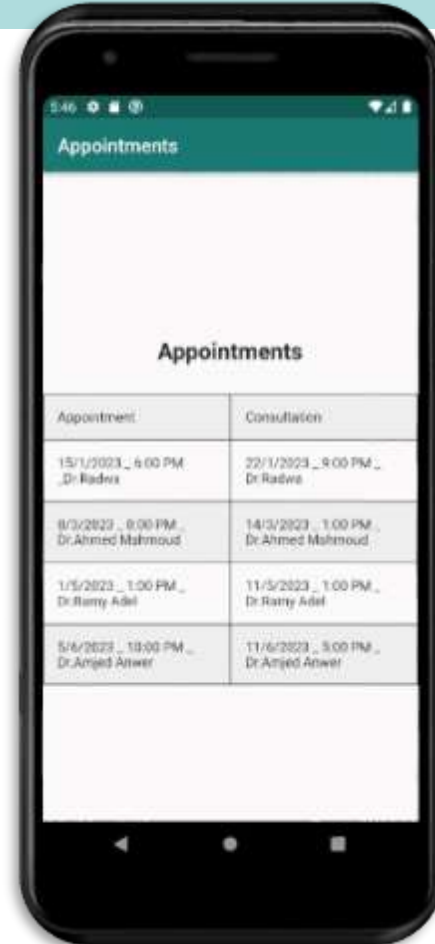 5:46
Appointments
Appointments
Appointment
Consultation
15/1/2023 _ 6:00 PM
_Dr Radwa
22/1/2023 _ 9:00 PM _
Dr Radwa
8/3/2023 _ 8:00 PM _
Dr.Ahmed Mahmoud
14/3/2023 _ 1:00 PM _
Dr.Ahmed Mahmoud
1/5/2023 _ 1:00 PM _
Dr.Ramy Adel
11/5/2023 _ 1:00 PM _
Dr.Ramy Adel
5/6/2023 _ 10:00 PM _
Dr.Amjed Anwer
11/6/2023 _ 5:00 PM _
Dr.Amjed Anwer